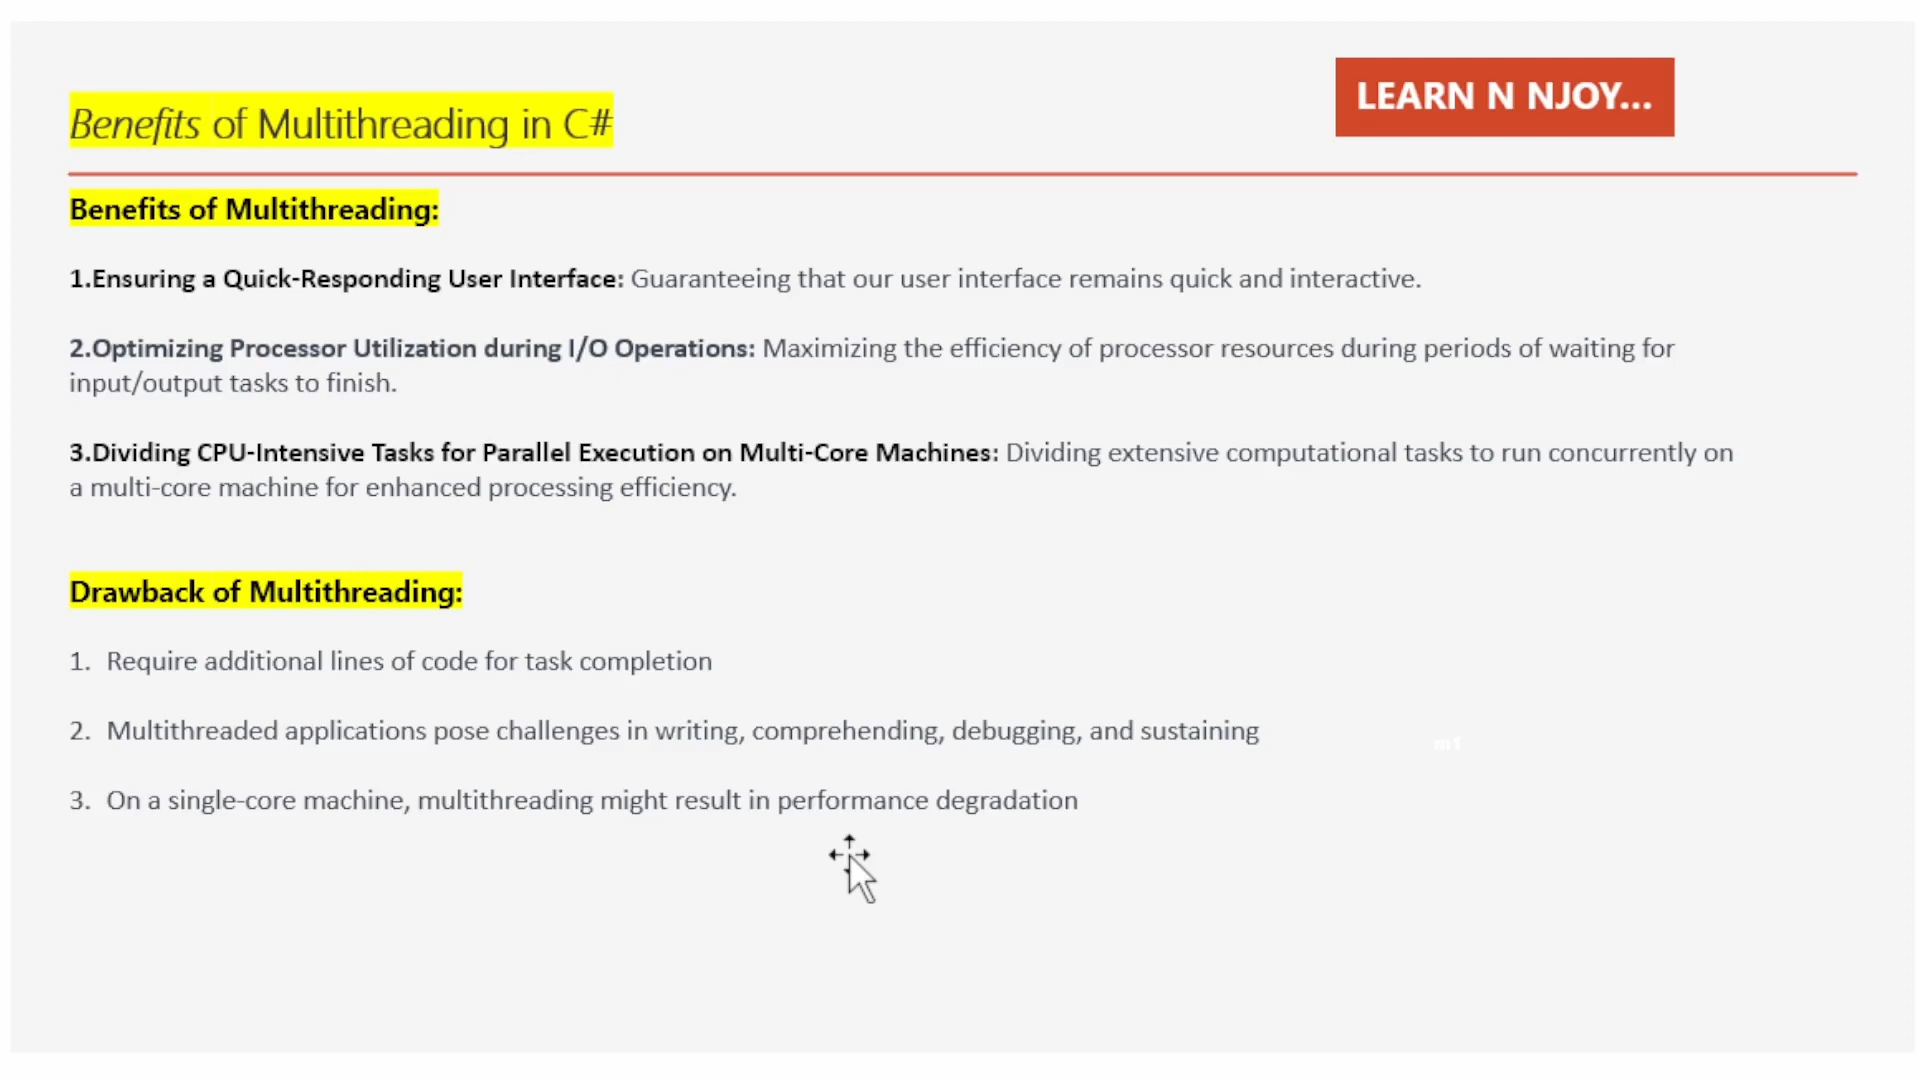 LEARN N NJOY...
Benefits of Multithreading in C#
Benefits of Multithreading:
1.Ensuring a Quick-Responding User Interface: Guaranteeing that our user interface remains quick and interactive.
2.Optimizing Processor Utilization during I/O Operations: Maximizing the efficiency of processor resources during periods of waiting for
input/output tasks to finish.
3.Dividing CPU-Intensive Tasks for Parallel Execution on Multi-Core Machines: Dividing extensive computational tasks to run concurrently on
a multi-core machine for enhanced processing efficiency.
Drawback of Multithreading:
1. Require additional lines of code for task completion
2. Multithreaded applications pose challenges in writing, comprehending, debugging, and sustaining
3. On a single-core machine, multithreading might result in performance degradation